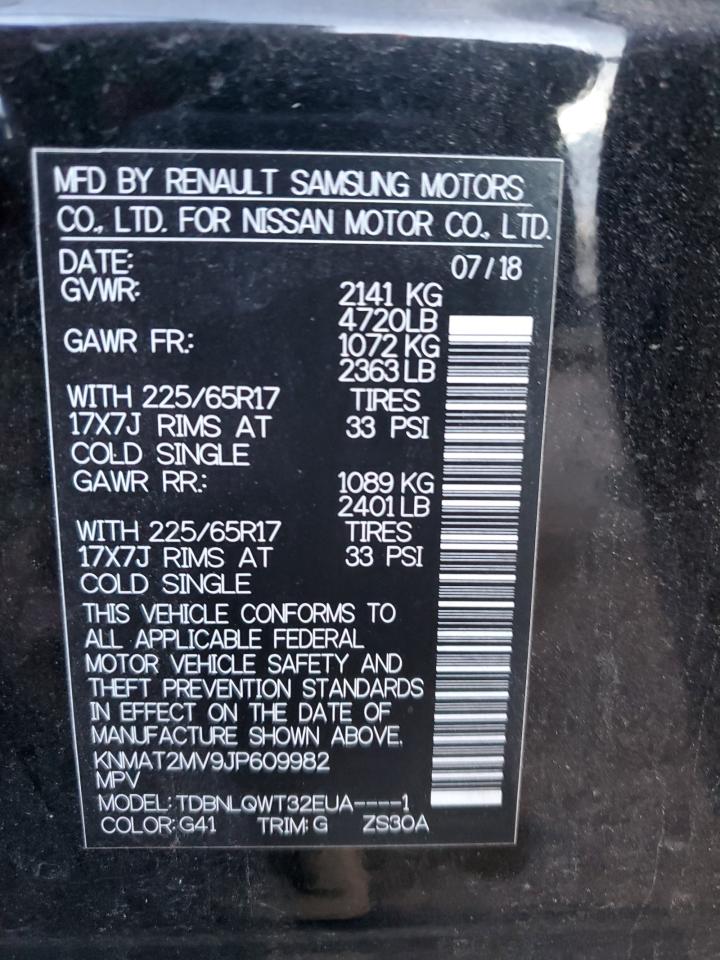 MFD BY RENAULT SAMSUNG MOTORS
CO., LTD. FOR NISSAN MOTOR CO., LTD.
DATE: 07/18
GVWR: 2141 KG
4720LB
GAWR FR.: 1072 KG
2363LB
WITH 225/65R17 TIRES
17X7J RIMS AT 33 PSI
COLD SINGLE
GAWR RR.: 1089 KG
2401LB
WITH 225/65R17 TIRES
17X7J RIMS AT 33 PSI
COLD SINGLE
THIS VEHICLE CONFORMS TO
ALL APPLICABLE FEDERAL
MOTOR VEHICLE SAFETY AND
THEFT PREVENTION STANDARDS
IN EFFECT ON THE DATE OF
MANUFACTURE SHOWN ABOVE.
KNMAT2MV9JP609982
MPV
MODEL: TDBNLQWT32EUA----1
COLOR: G41 TRIM: G ZS30A